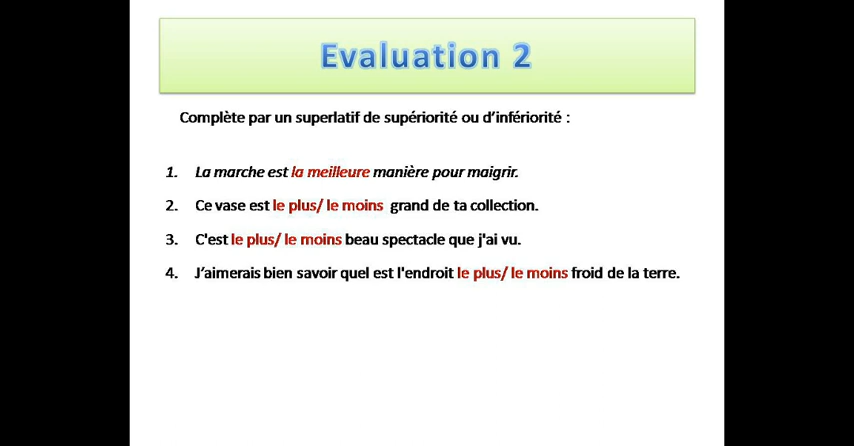 Evaluation 2
Complète par un superlatif de supériorité ou d'infériorité :
1. La marche est la meilleure manière pour maigrir.
2. Ce vase est le plus/ le moins grand de ta collection.
3. C'est le plus/ le moins beau spectacle que j'ai vu.
4. J'aimerais bien savoir quel est l'endroit le plus/ le moins froid de la terre.